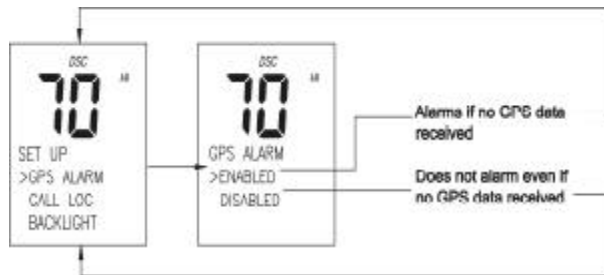 DSC
70
SET UP
>GPS ALARM
CALL LOC
BACKLIGHT
DSC
70
GPS ALARM
>ENABLED
DISABLED
Alarms if no GPS data
received
Does not alarm even if
no GPS data received